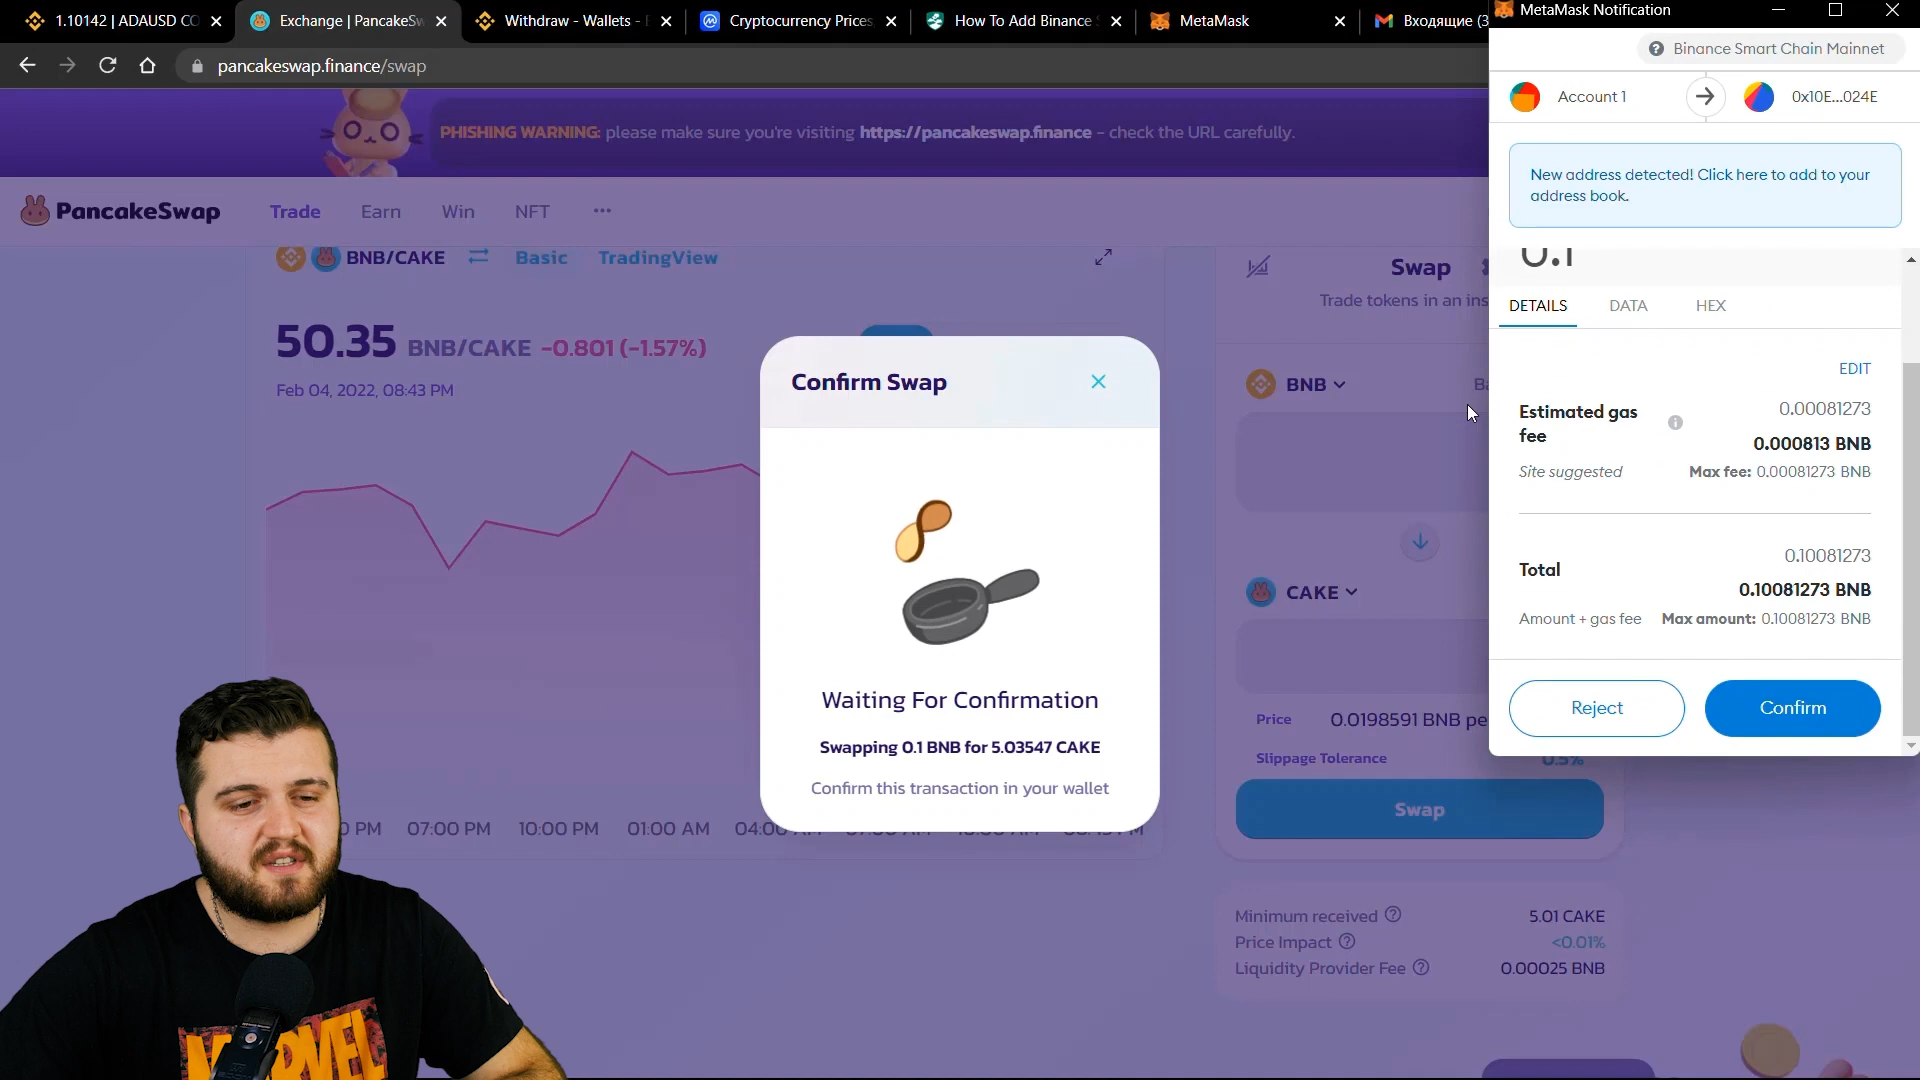 1.10142 | ADAUSD CO
Exchange | PancakeSw
Withdraw - Wallets -
Cryptocurrency Prices,
How To Add Binance
MetaMask
Входящие (3
MetaMask Notification
pancakeswap.finance/swap
Binance Smart Chain Mainnet
Account 1
0x10E...024E
PHISHING WARNING: please make sure you're visiting https://pancakeswap.finance - check the URL carefully.
New address detected! Click here to add to your
address book.
PancakeSwap
Trade
Earn
Win
NFT
0.1
BNB/CAKE
Basic
TradingView
Swap
Trade tokens in an ins
DETAILS
DATA
HEX
50.35 BNB/CAKE -0.801 (-1.57%)
Feb 04, 2022, 08:43 PM
Confirm Swap
BNB
EDIT
Estimated gas
fee
0.00081273
0.000813 BNB
Site suggested
Max fee: 0.00081273 BNB
Total
0.10081273
0.10081273 BNB
Amount + gas fee
Max amount: 0.10081273 BNB
CAKE
Waiting For Confirmation
Swapping 0.1 BNB for 5.03547 CAKE
Confirm this transaction in your wallet
Reject
Confirm
Price
0.0198591 BNB pe
Slippage Tolerance
0.5%
Swap
PM
07:00 PM
10:00 PM
01:00 AM
Minimum received
5.01 CAKE
Price Impact
<0.01%
Liquidity Provider Fee
0.00025 BNB
MARVEL